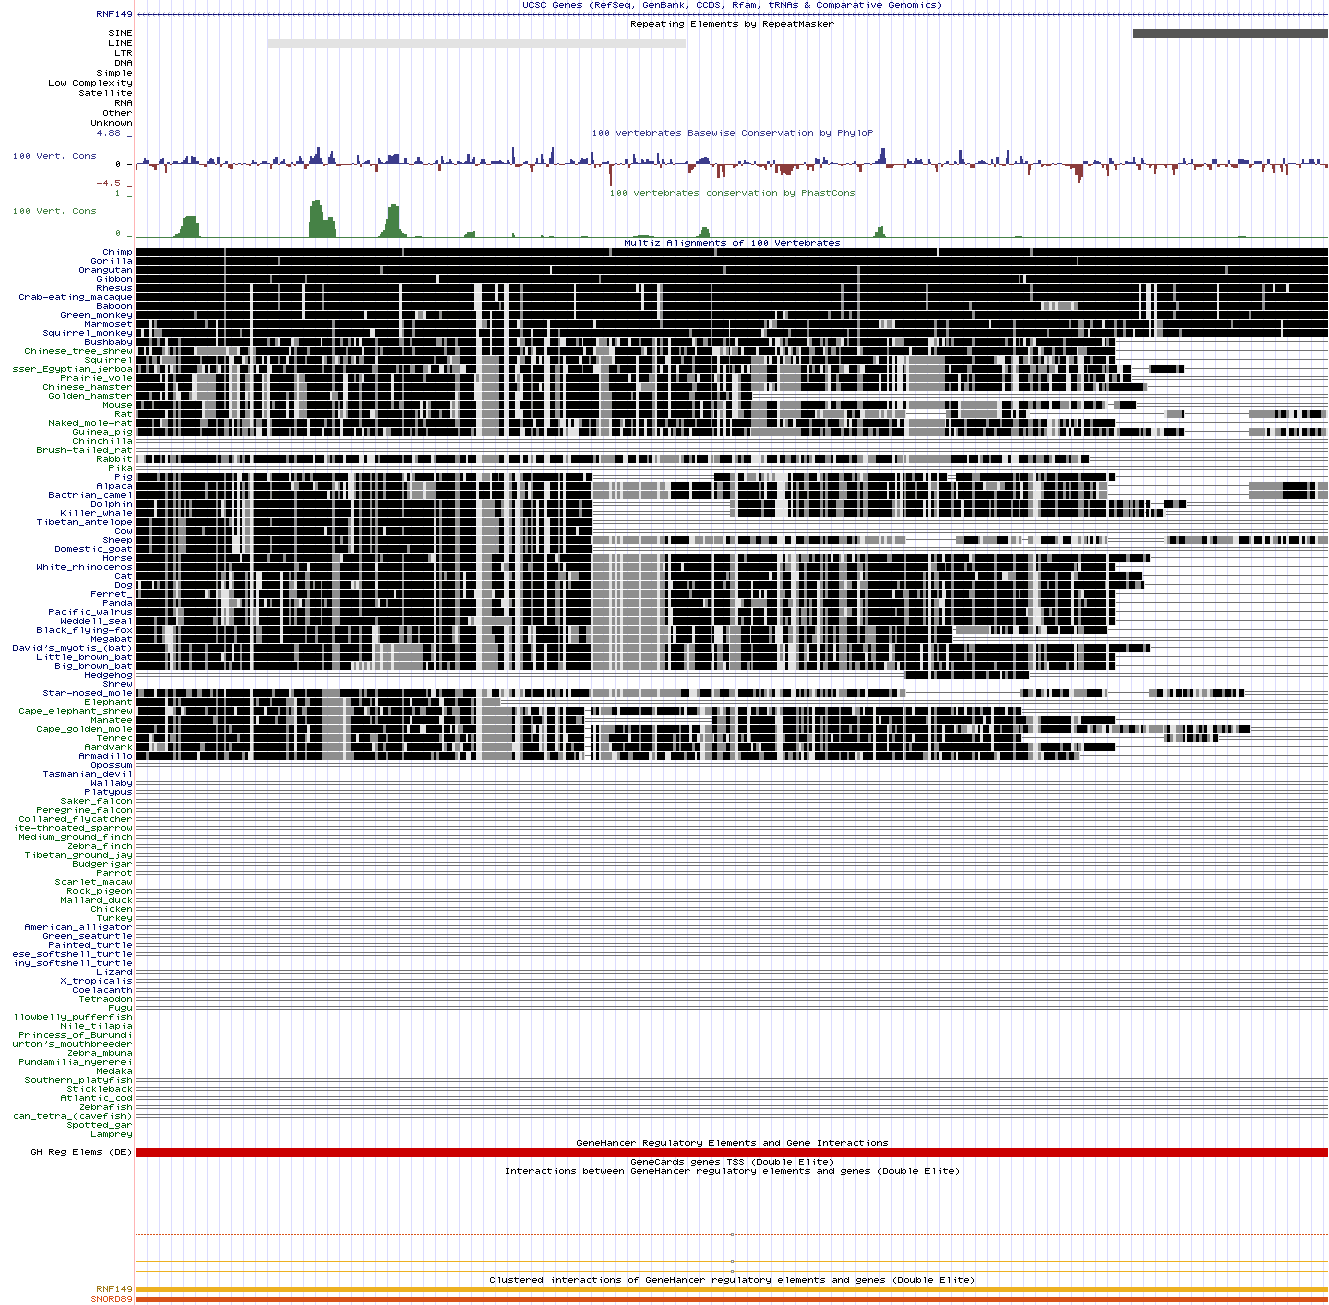 UCSC Genes (RefSeq, GenBank, CCDS, Rfam, tRNAs & Comparative Genomics)
RNF149
Repeating Elements by RepeatMasker
SINE
LINE
LTR
DNA
Simple
Low Complexity
Satellite
RNA
Other
Unknown
4.88 _
100 vertebrates Basewise Conservation by PhyloP
100 Vert. Cons
0 _
-4.5 _
100 vertebrates conservation by PhastCons
1 _
100 Vert. Cons
0 _
Multiz Alignments of 100 Vertebrates
Chimp
Gorilla
Orangutan
Gibbon
Rhesus
Crab-eating_macaque
Baboon
Green_monkey
Marmoset
Squirrel_monkey
Bushbaby
Chinese_tree_shrew
Squirrel
sser_Egyptian_jerboa
Prairie_vole
Chinese_hamster
Golden_hamster
Mouse
Rat
Naked_mole-rat
Guinea_pig
Chinchilla
Brush-tailed_rat
Rabbit
Pika
Pig
Alpaca
Bactrian_camel
Dolphin
Killer_whale
Tibetan_antelope
Cow
Sheep
Domestic_goat
Horse
White_rhinoceros
Cat
Dog
Ferret_
Panda
Pacific_walrus
Weddell_seal
Black_flying-fox
Megabat
David's_myotis_(bat)
Little_brown_bat
Big_brown_bat
Hedgehog
Shrew
Star-nosed_mole
Elephant
Cape_elephant_shrew
Manatee
Cape_golden_mole
Tenrec
Aardvark
Armadillo
Opossum
Tasmanian_devil
Wallaby
Platypus
Saker_falcon
Peregrine_falcon
Collared_flycatcher
ite-throated_sparrow
Medium_ground_finch
Zebra_finch
Tibetan_ground_jay
Budgerigar
Parrot
Scarlet_macaw
Rock_pigeon
Mallard_duck
Chicken
Turkey
American_alligator
Green_seaturtle
Painted_turtle
ese_softshell_turtle
iny_softshell_turtle
Lizard
X_tropicalis
Coelacanth
Tetraodon
Fugu
llowbelly_pufferfish
Nile_tilapia
Princess_of_Burundi
urton's_mouthbreeder
Zebra_mbuna
Pundamilia_nyererei
Medaka
Southern_platyfish
Stickleback
Atlantic_cod
Zebrafish
can_tetra_(cavefish)
Spotted_gar
Lamprey
GeneHancer Regulatory Elements and Gene Interactions
GH Reg Elems (DE)
GeneCards genes TSS (Double Elite)
Interactions between GeneHancer regulatory elements and genes (Double Elite)
Clustered interactions of GeneHancer regulatory elements and genes (Double Elite)
RNF149
SNORD89